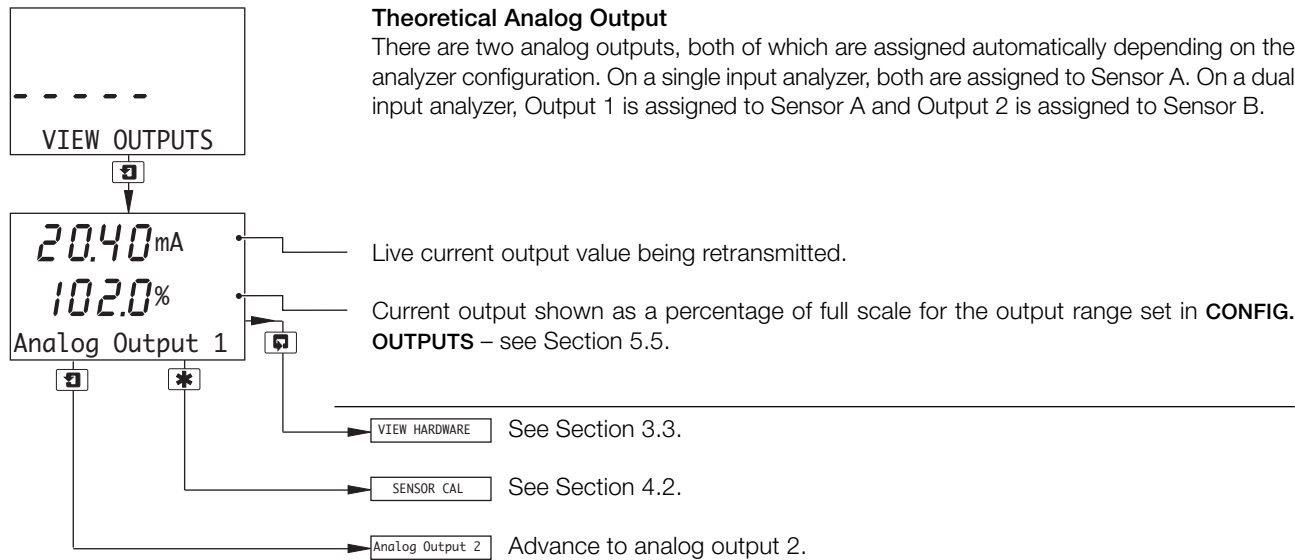 Theoretical Analog Output
There are two analog outputs, both of which are assigned automatically depending on the
analyzer configuration. On a single input analyzer, both are assigned to Sensor A. On a dual
input analyzer, Output 1 is assigned to Sensor A and Output 2 is assigned to Sensor B.
- - - - -
VIEW OUTPUTS
20.40 mA
Live current output value being retransmitted.
102.0 %
Current output shown as a percentage of full scale for the output range set in CONFIG.
OUTPUTS – see Section 5.5.
Analog Output 1
VIEW HARDWARE See Section 3.3.
SENSOR CAL See Section 4.2.
Analog Output 2 Advance to analog output 2.